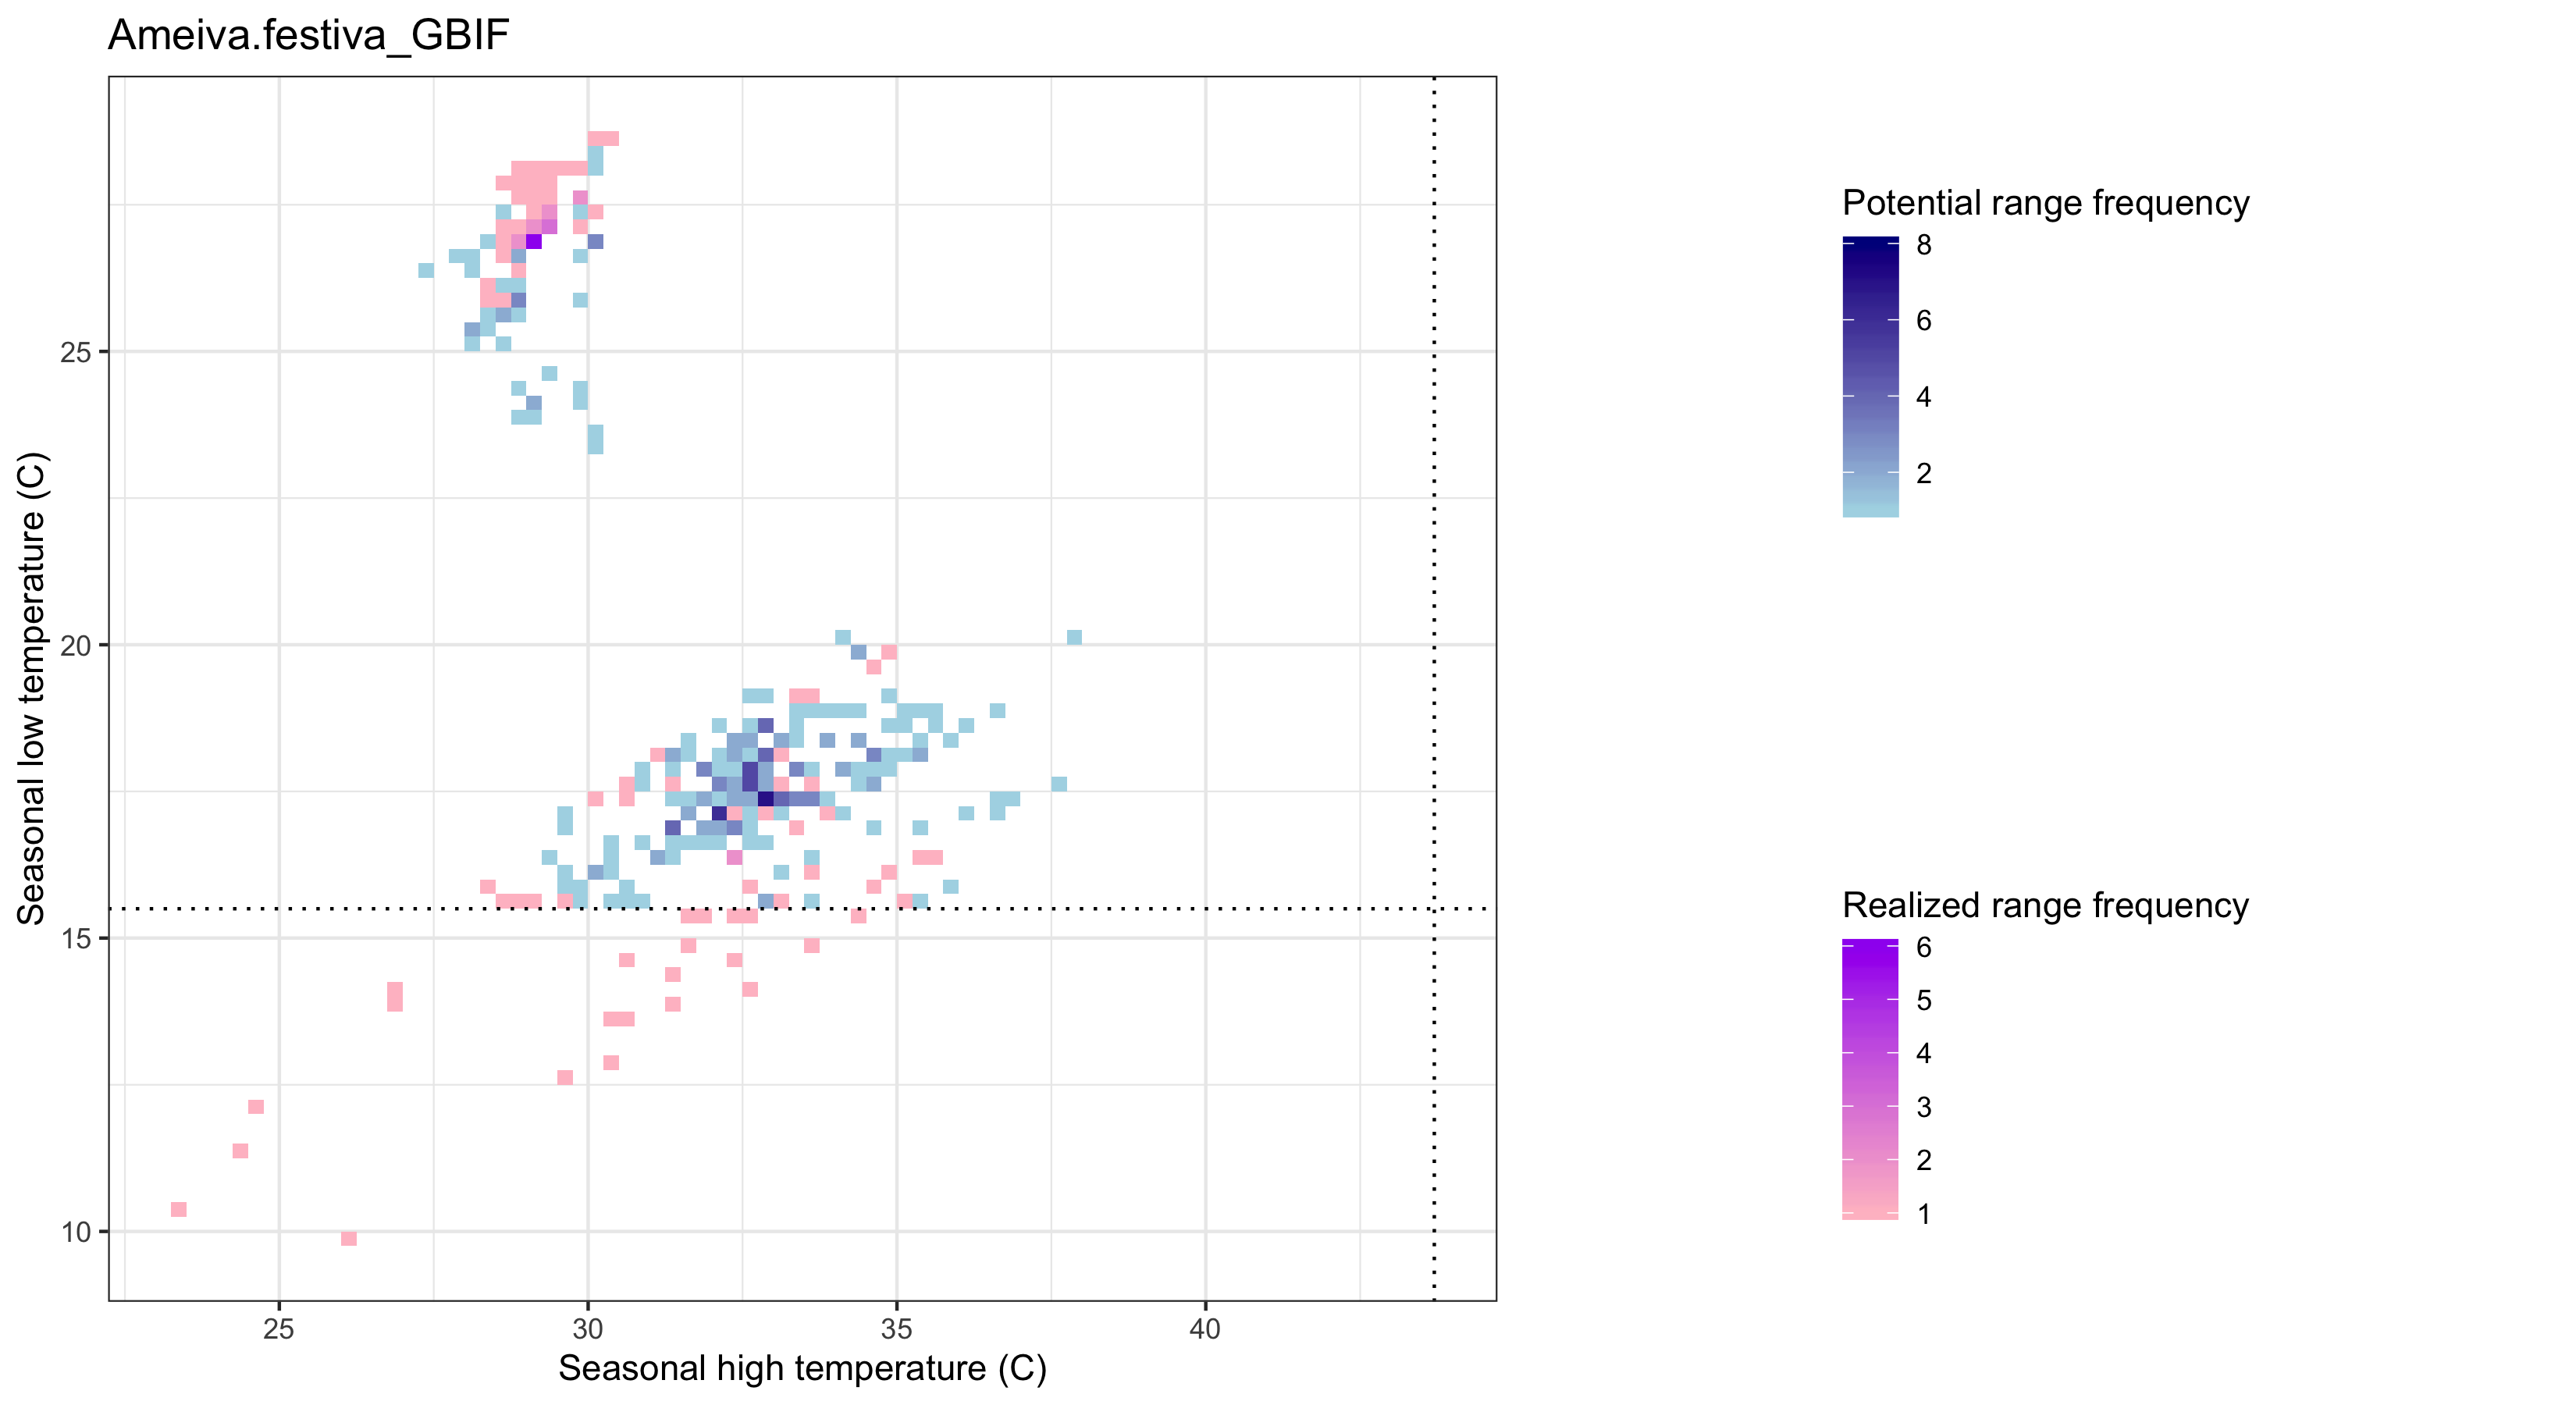 Ameiva.festiva_GBIF
Seasonal low temperature (C)
25
20
15
10
25 30 35 40
Seasonal high temperature (C)
Potential range frequency
8
6
4
2
Realized range frequency
6
5
4
3
2
1